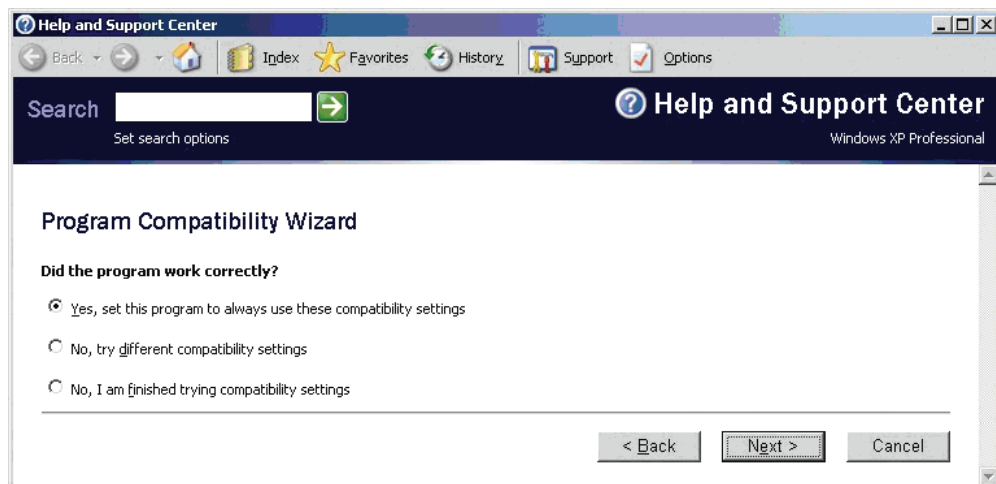 Help and Support Center
Back Index Favorites History Support Options
Search Help and Support Center
Set search options Windows XP Professional
Program Compatibility Wizard
Did the program work correctly?
Yes, set this program to always use these compatibility settings
No, try different compatibility settings
No, I am finished trying compatibility settings
< Back Next > Cancel